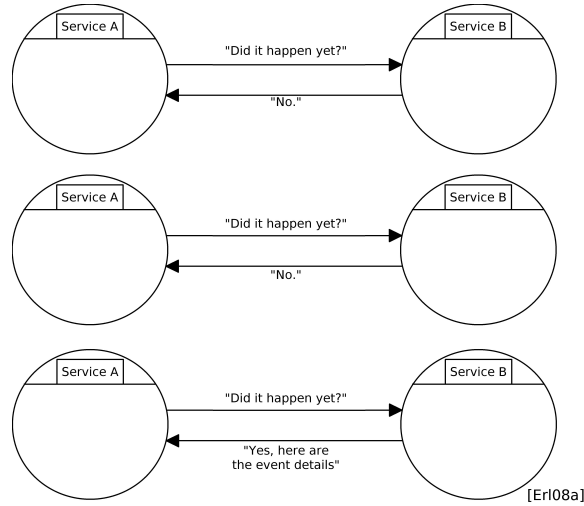 Service A
Service B
"Did it happen yet?"
"No."
Service A
Service B
"Did it happen yet?"
"No."
Service A
Service B
"Did it happen yet?"
"Yes, here are
the event details"
[Erl08a]